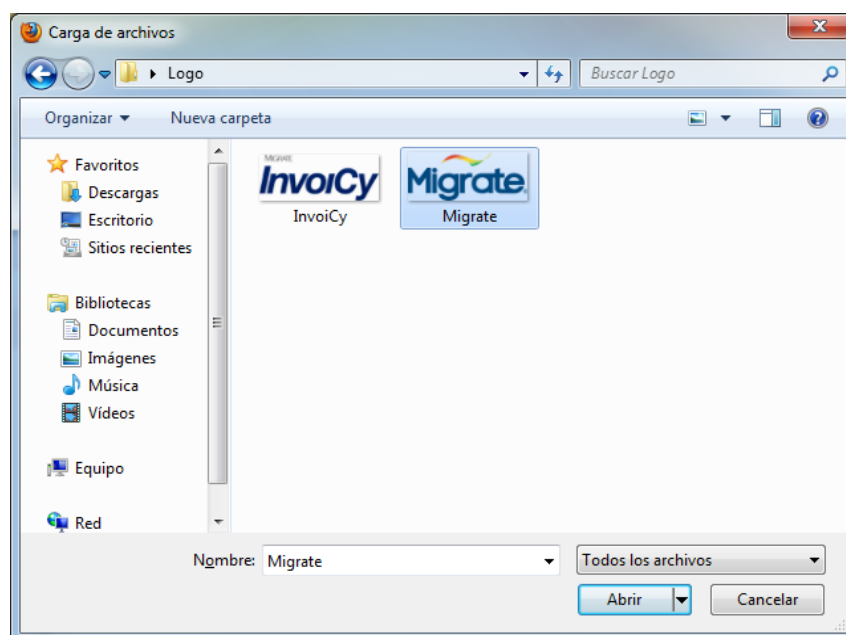 Carga de archivos
Logo
Buscar Logo
Organizar
Nueva carpeta
Favoritos
Descargas
Escritorio
Sitios recientes
Bibliotecas
Documentos
Imágenes
Música
Vídeos
Equipo
Red
MIGRATE
InvoiCy
InvoiCy
Migrate
Migrate
Nombre: Migrate
Todos los archivos
Abrir
Cancelar